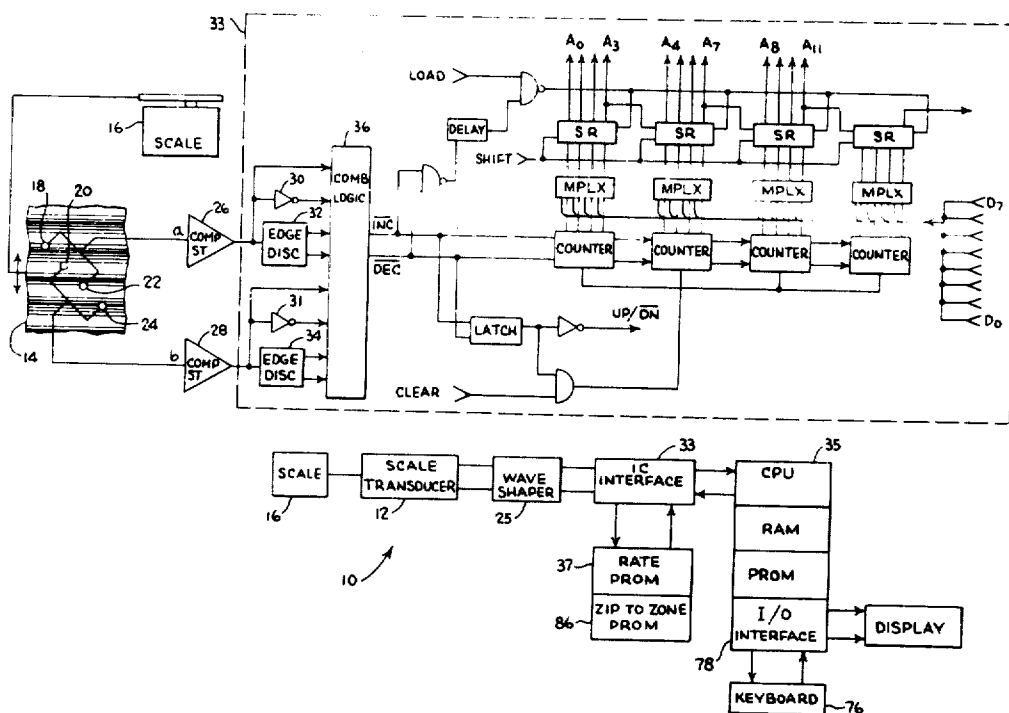 33
A0 A3 A4 A7 A8 A11
LOAD
16
SCALE
DELAY
SR SR SR SR
SHIFT
36
COMB
LOGIC
18 20
26
30
32
MPLX MPLX MPLX MPLX
a
COMP
ST
EDGE
DISC
INC
DEC
COUNTER COUNTER COUNTER COUNTER
D7
22
24
14
31
34
28
b
COMP
ST
EDGE
DISC
LATCH
UP/DN
D0
CLEAR
SCALE
16
SCALE
TRANSDUCER
12
WAVE
SHAPER
25
33
IC
INTERFACE
35
CPU
RAM
PROM
I/O
INTERFACE
78
10
37
RATE
PROM
86
ZIP TO ZONE
PROM
DISPLAY
KEYBOARD
76